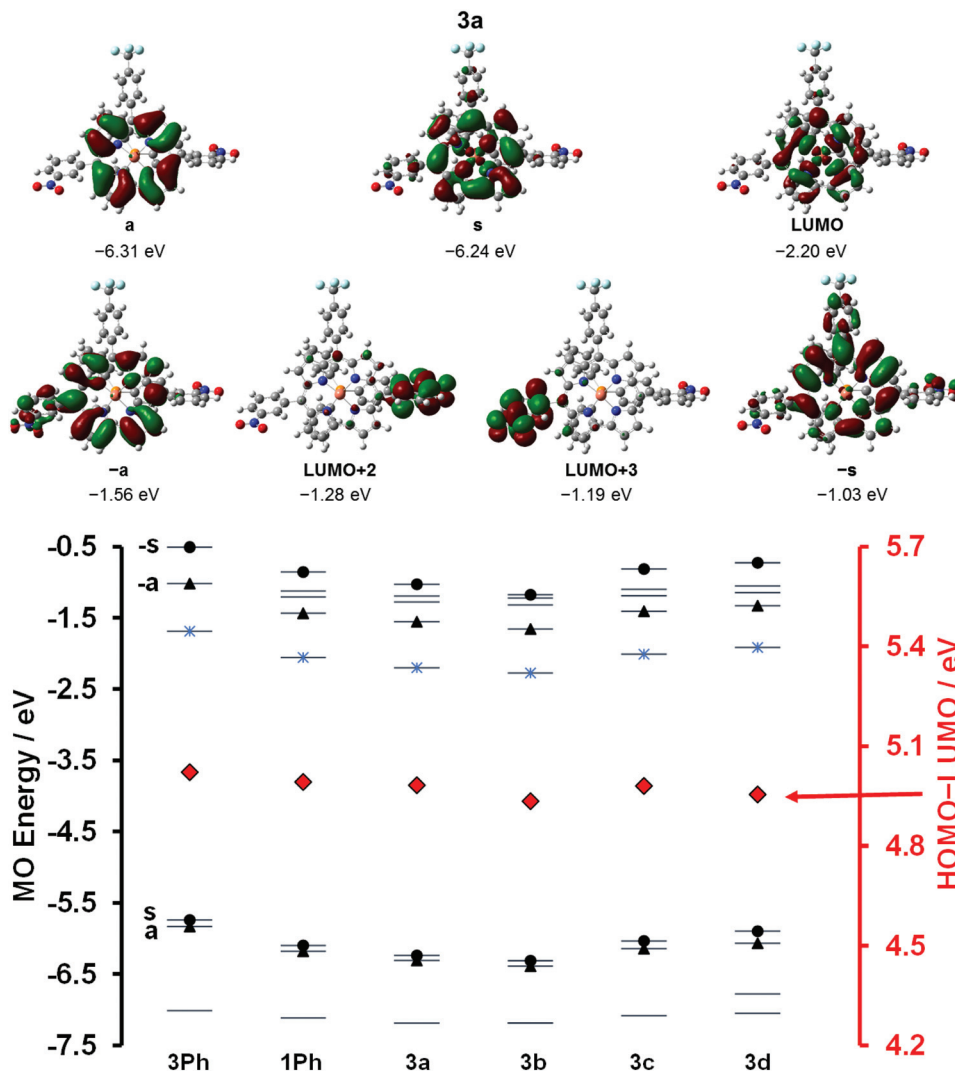 3a
a
−6.31 eV
s
−6.24 eV
LUMO
−2.20 eV
−a
−1.56 eV
LUMO+2
−1.28 eV
LUMO+3
−1.19 eV
−s
−1.03 eV
MO Energy / eV
-0.5
-1.5
-2.5
-3.5
-4.5
-5.5
-6.5
-7.5
-s
-a
s
a
3Ph
1Ph
3a
3b
3c
3d
5.7
5.4
5.1
4.8
4.5
4.2
HOMO−LUMO / eV